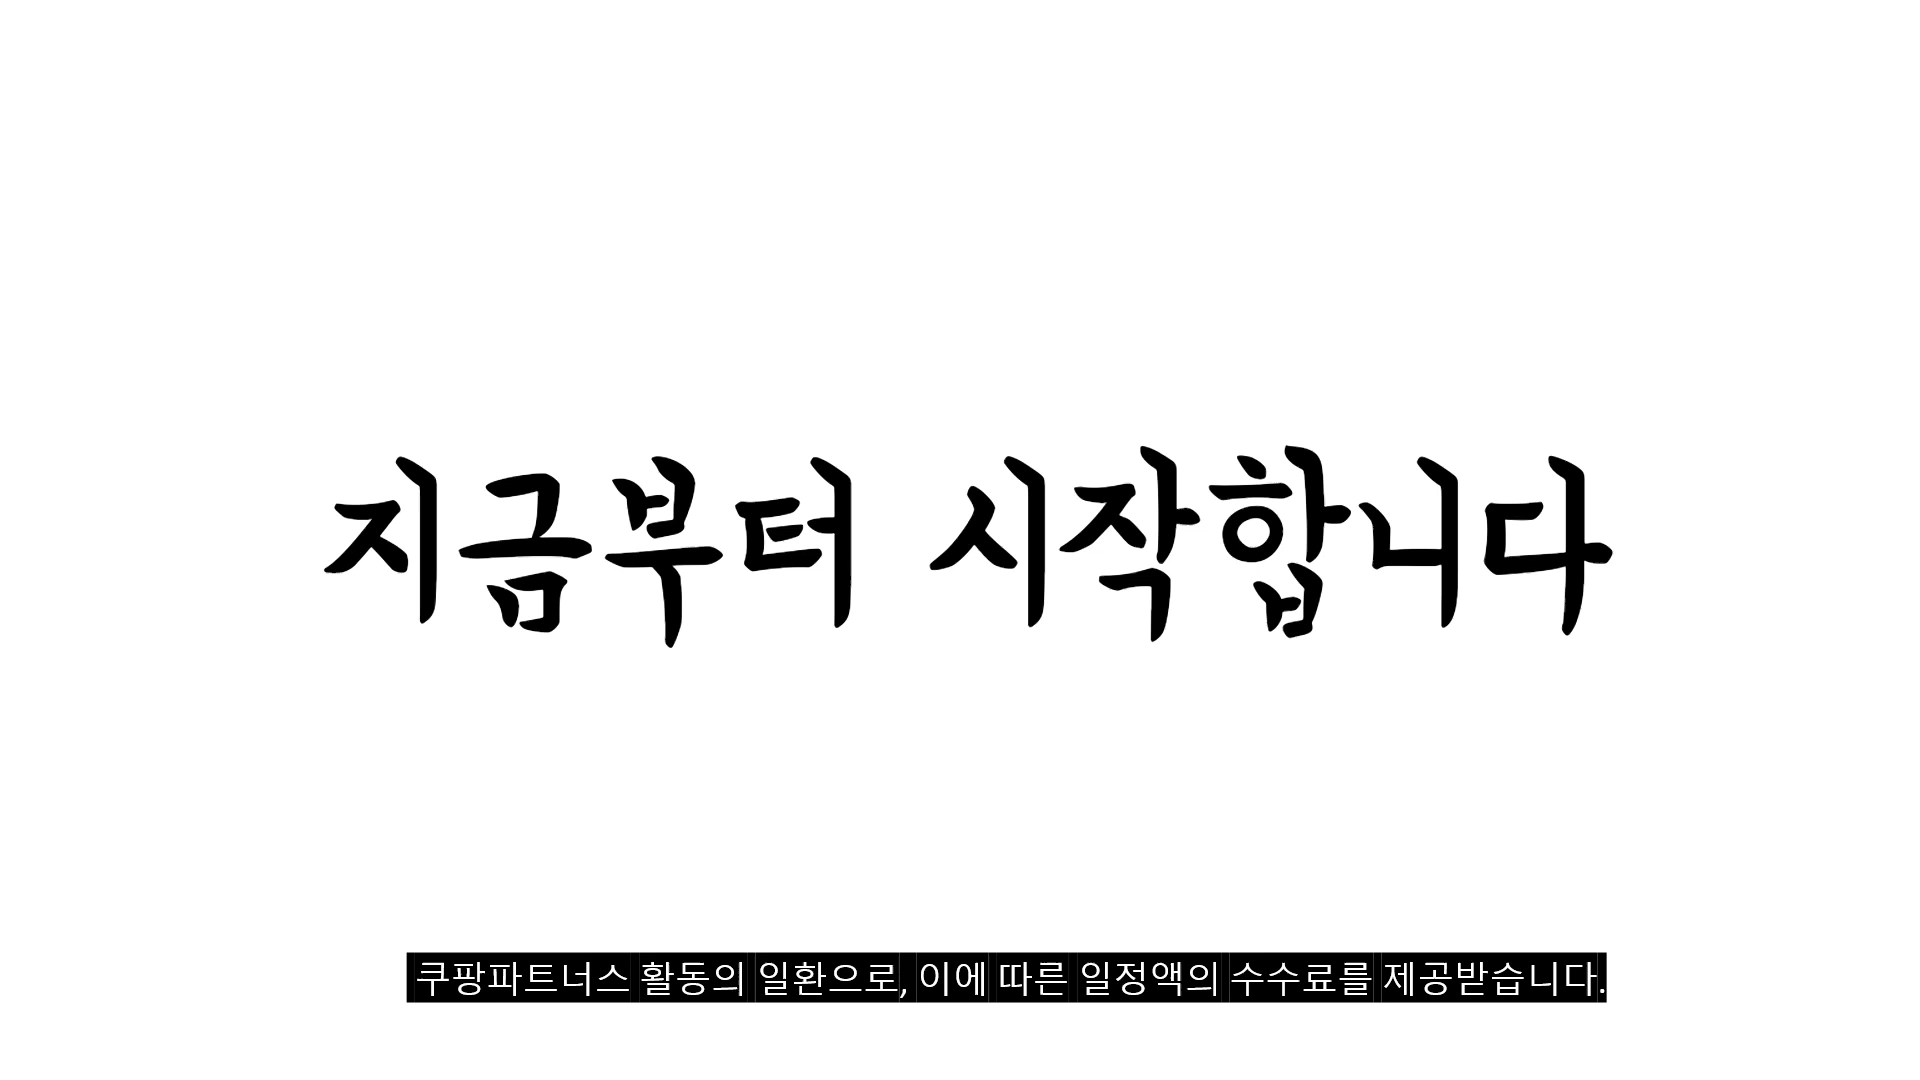 지금부터 시작합니다
쿠팡파트너스 활동의 일환으로, 이에 따른 일정액의 수수료를 제공받습니다.